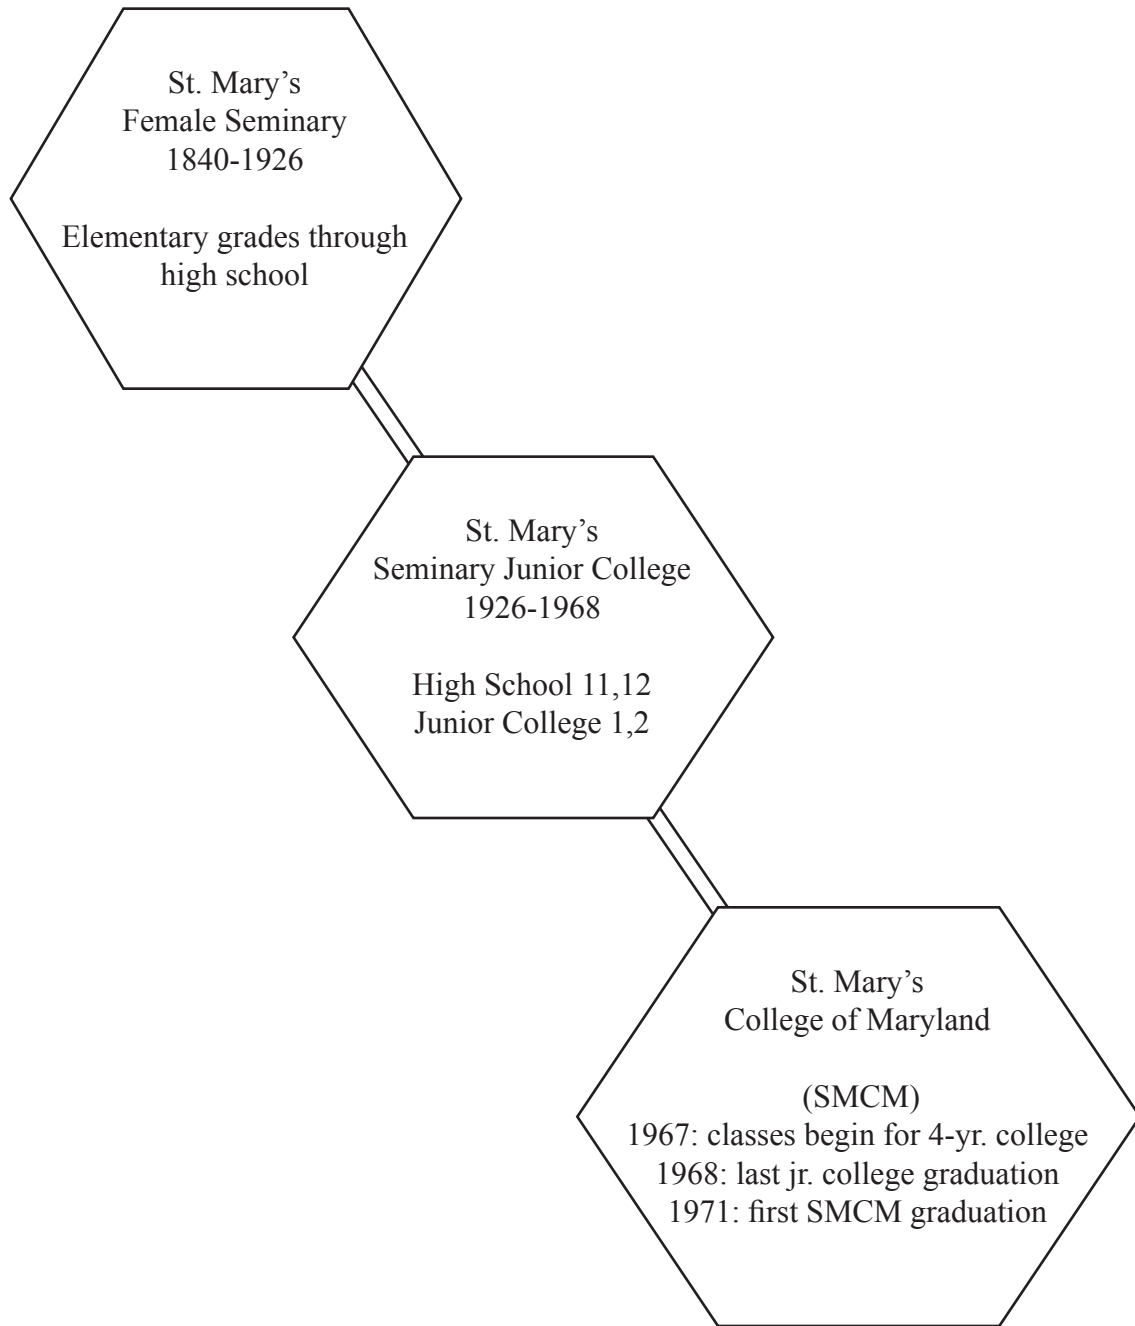 St. Mary’s
Female Seminary
1840-1926
Elementary grades through
high school
St. Mary’s
Seminary Junior College
1926-1968
High School 11,12
Junior College 1,2
St. Mary’s
College of Maryland
(SMCM)
1967: classes begin for 4-yr. college
1968: last jr. college graduation
1971: first SMCM graduation